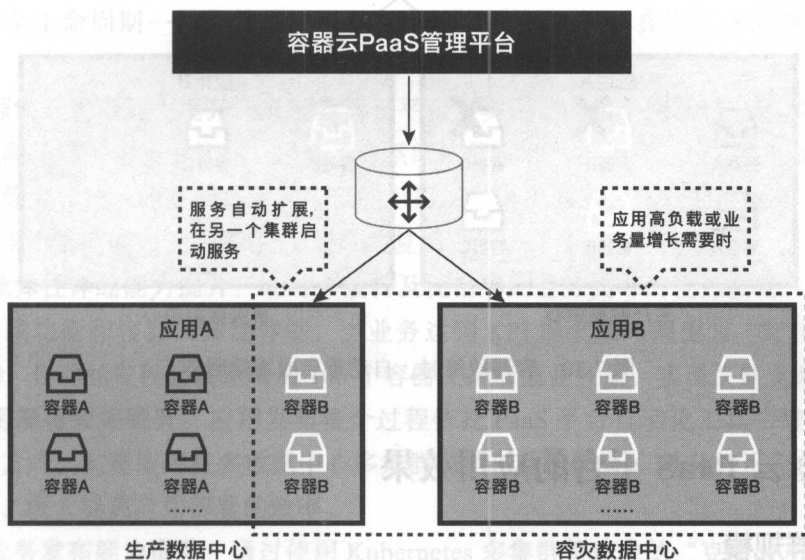 容器云PaaS管理平台
服务自动扩展,
在另一个集群启
动服务
应用高负载或业
务量增长需要时
应用A
应用B
容器A 容器A 容器B 容器B 容器B 容器B
容器A 容器A 容器B 容器B 容器B 容器B
…… ……
生产数据中心 容灾数据中心